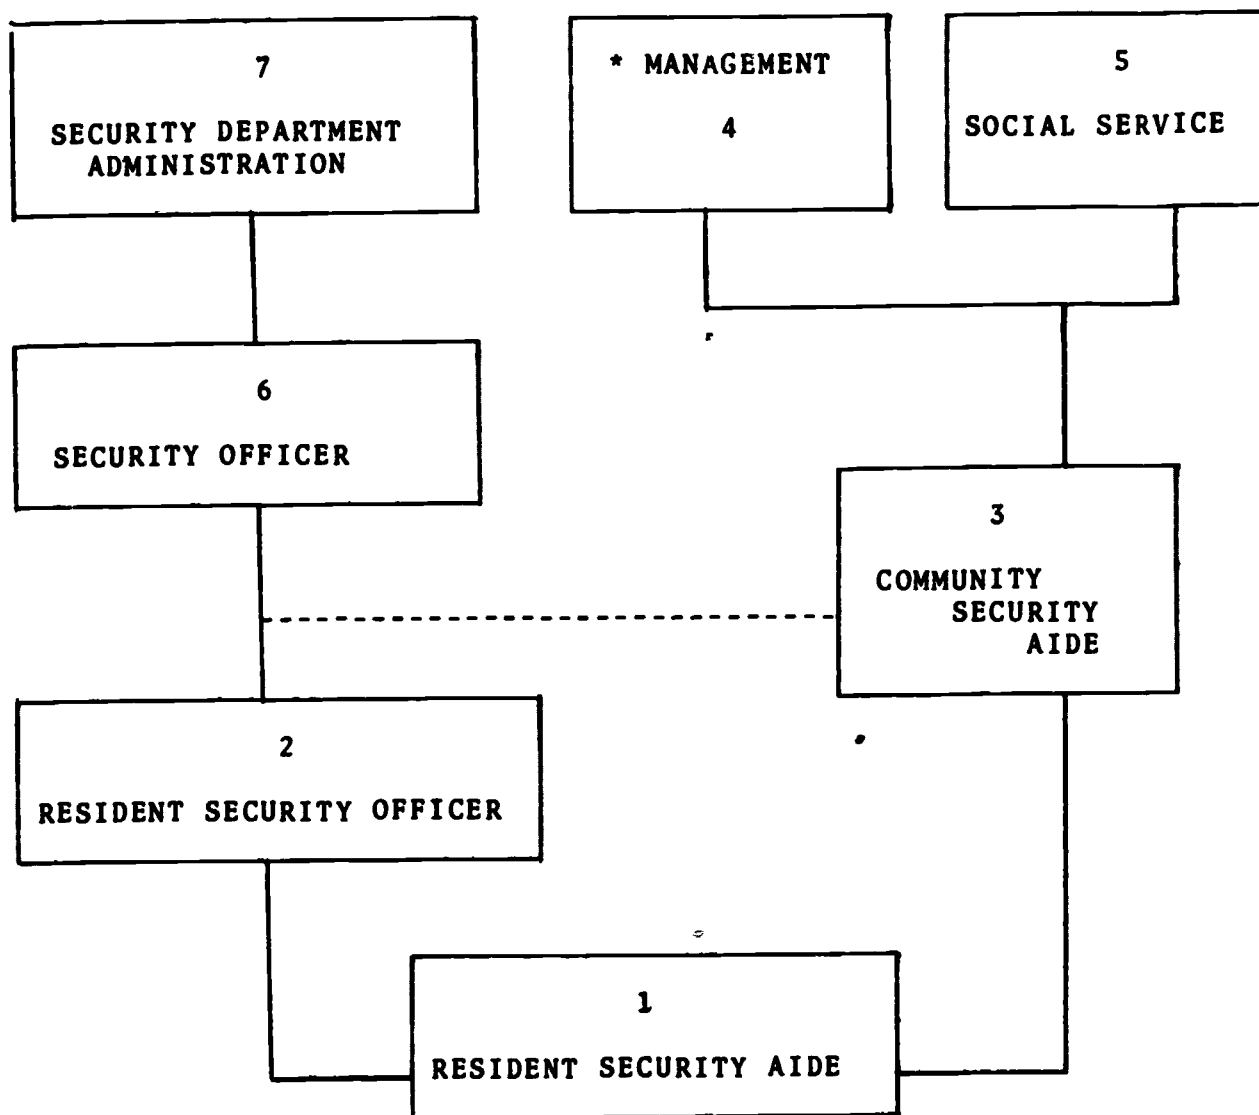 7
SECURITY DEPARTMENT
ADMINISTRATION
* MANAGEMENT
4
5
SOCIAL SERVICE
6
SECURITY OFFICER
3
COMMUNITY
SECURITY
AIDE
2
RESIDENT SECURITY OFFICER
1
RESIDENT SECURITY AIDE